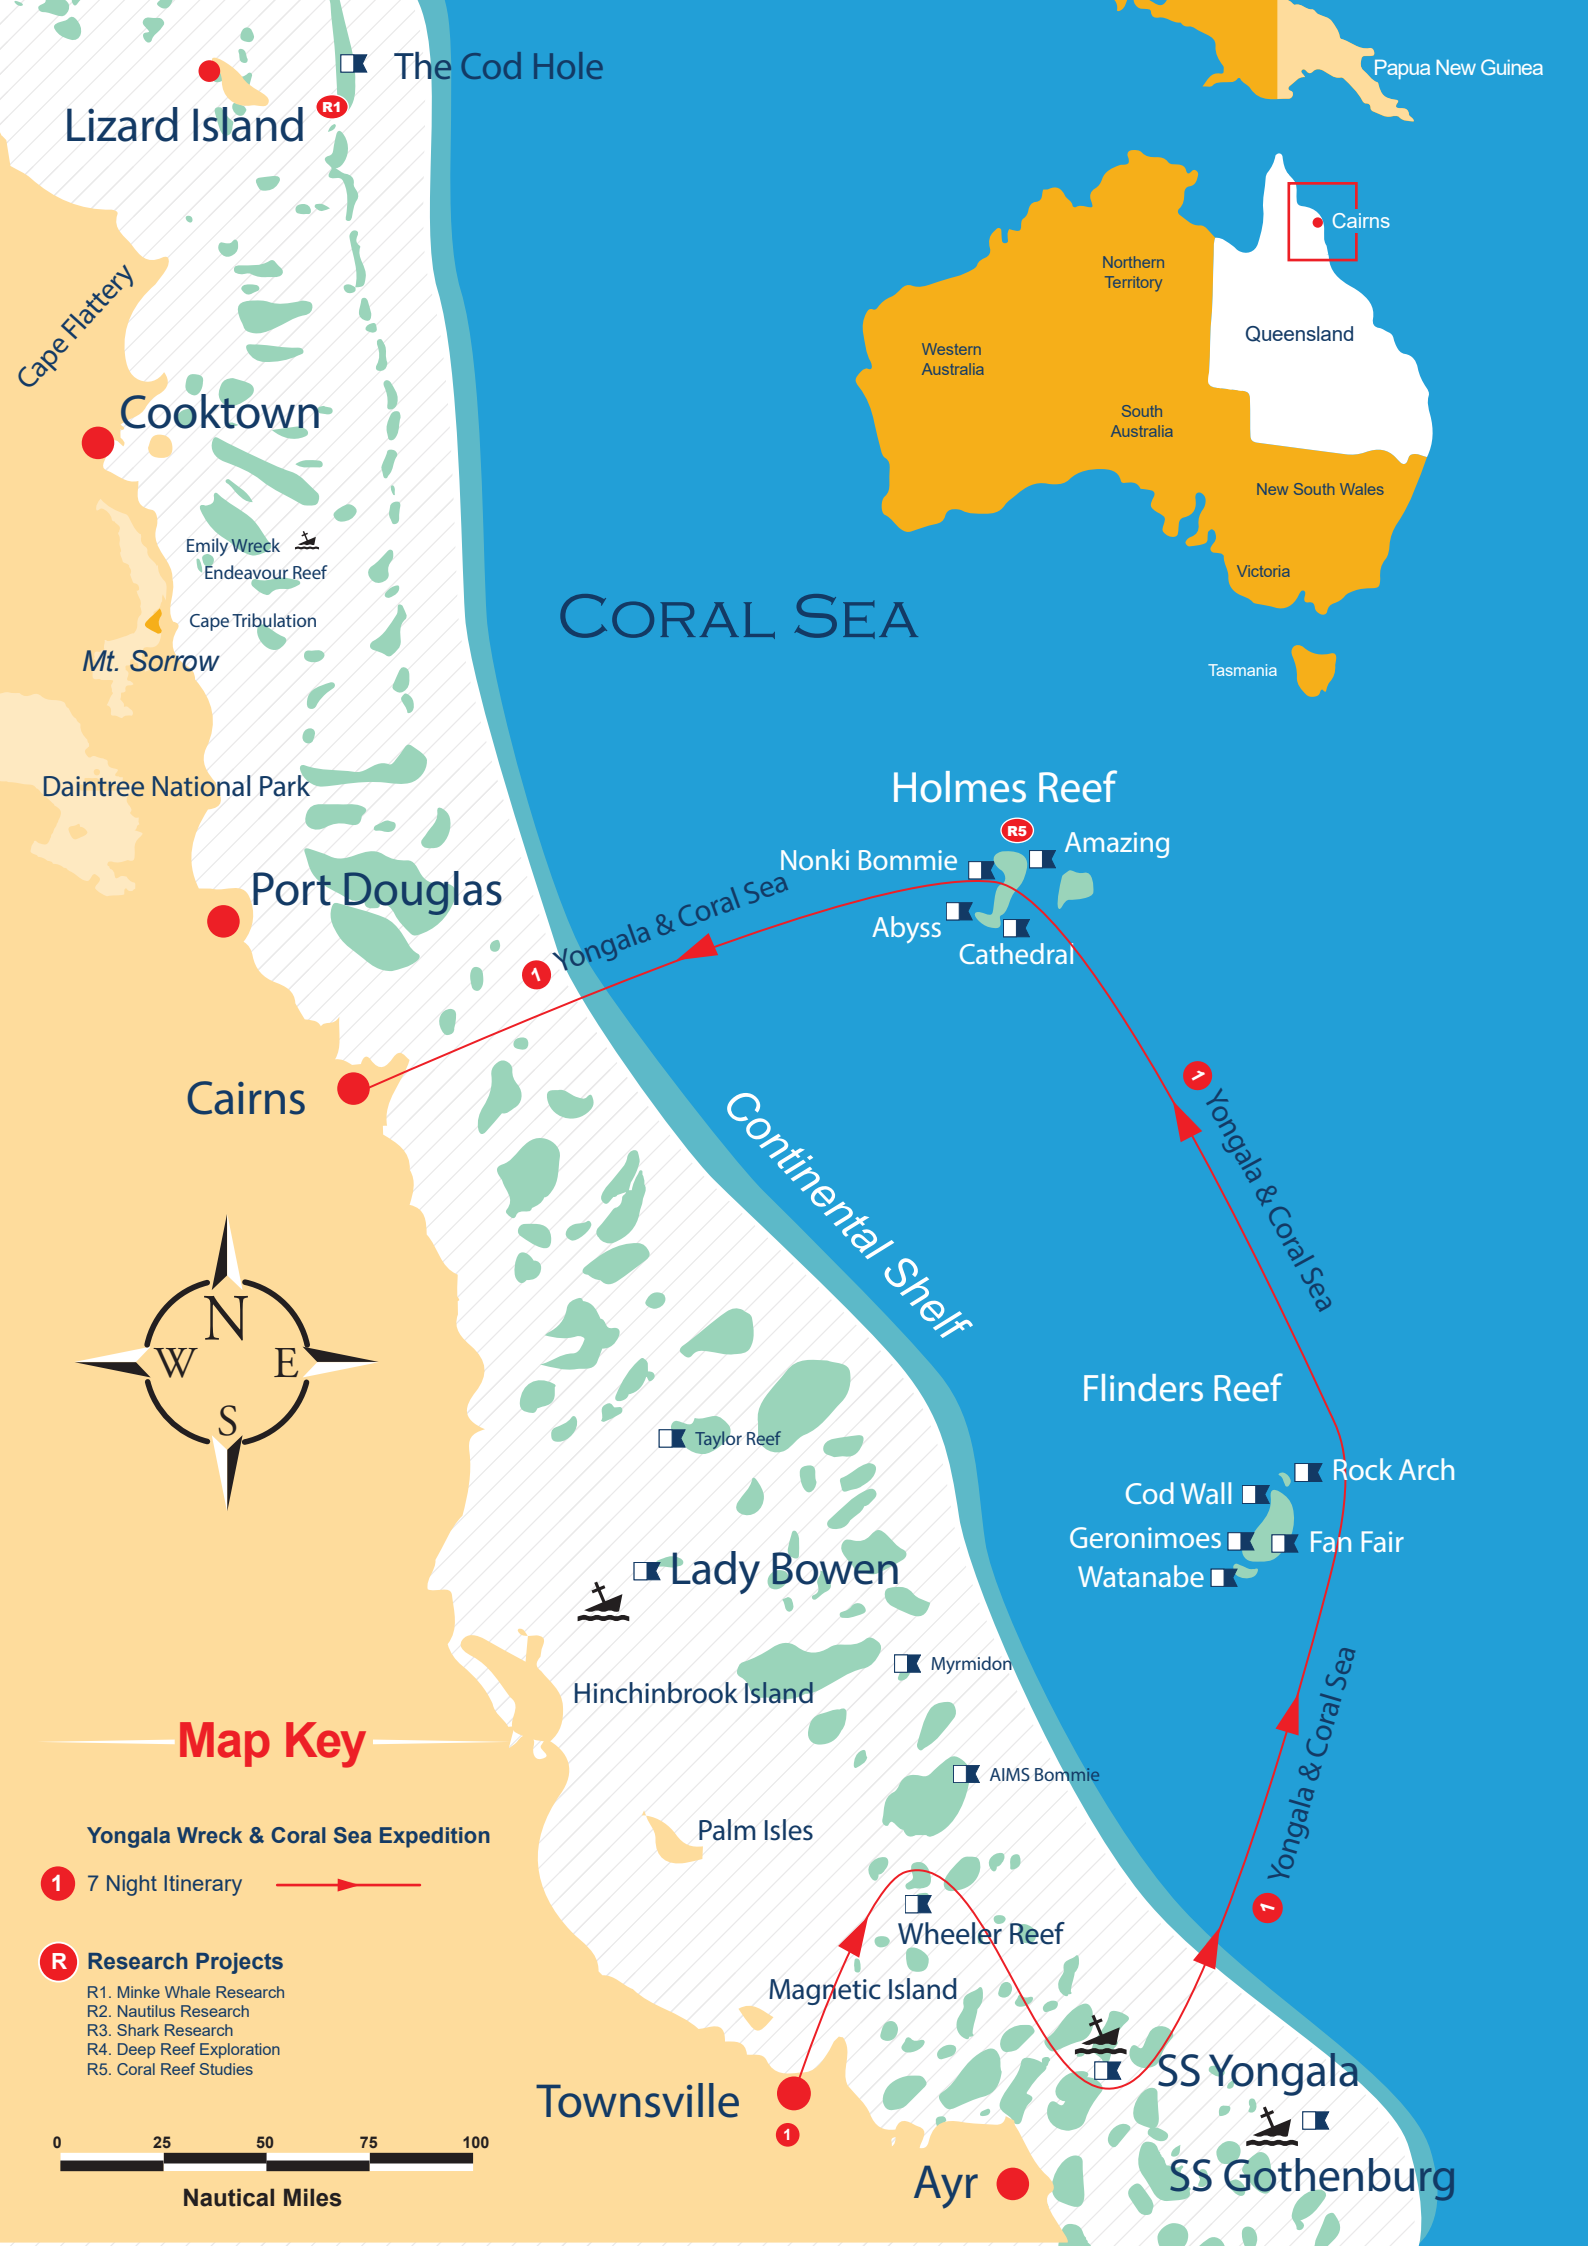 The Cod Hole
Papua New Guinea
R1
Lizard Island
Cairns
Northern
Territory
Cape Flattery
Queensland
Western
Australia
Cooktown
South
Australia
New South Wales
Emily Wreck
Endeavour Reef
Victoria
Cape Tribulation
Coral Sea
Mt. Sorrow
Tasmania
Daintree National Park
Holmes Reef
R5
Amazing
Nonki Bommie
Port Douglas
Abyss
Cathedral
1 Yongala & Coral Sea
Cairns
1 Yongala & Coral Sea
Continental Shelf
N
W E
S
Flinders Reef
Taylor Reef
Rock Arch
Cod Wall
Geronimoes
Fan Fair
Watanabe
Lady Bowen
Myrmidon
Hinchinbrook Island
Map Key
AIMS Bommie
1 Yongala & Coral Sea
Yongala Wreck & Coral Sea Expedition
Palm Isles
1 7 Night Itinerary
Wheeler Reef
R Research Projects
R1. Minke Whale Research
R2. Nautilus Research
R3. Shark Research
R4. Deep Reef Exploration
R5. Coral Reef Studies
Magnetic Island
SS Yongala
Townsville
1
SS Gothenburg
Ayr
0 25 50 75 100
Nautical Miles